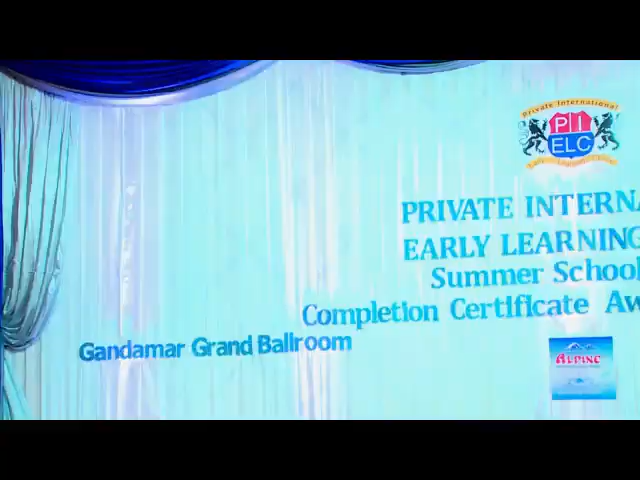 Private International
PI
ELC
PRIVATE INTERNA
EARLY LEARNING
Summer School
Completion Certificate Aw
Gandamar Grand Ballroom
ALPINE